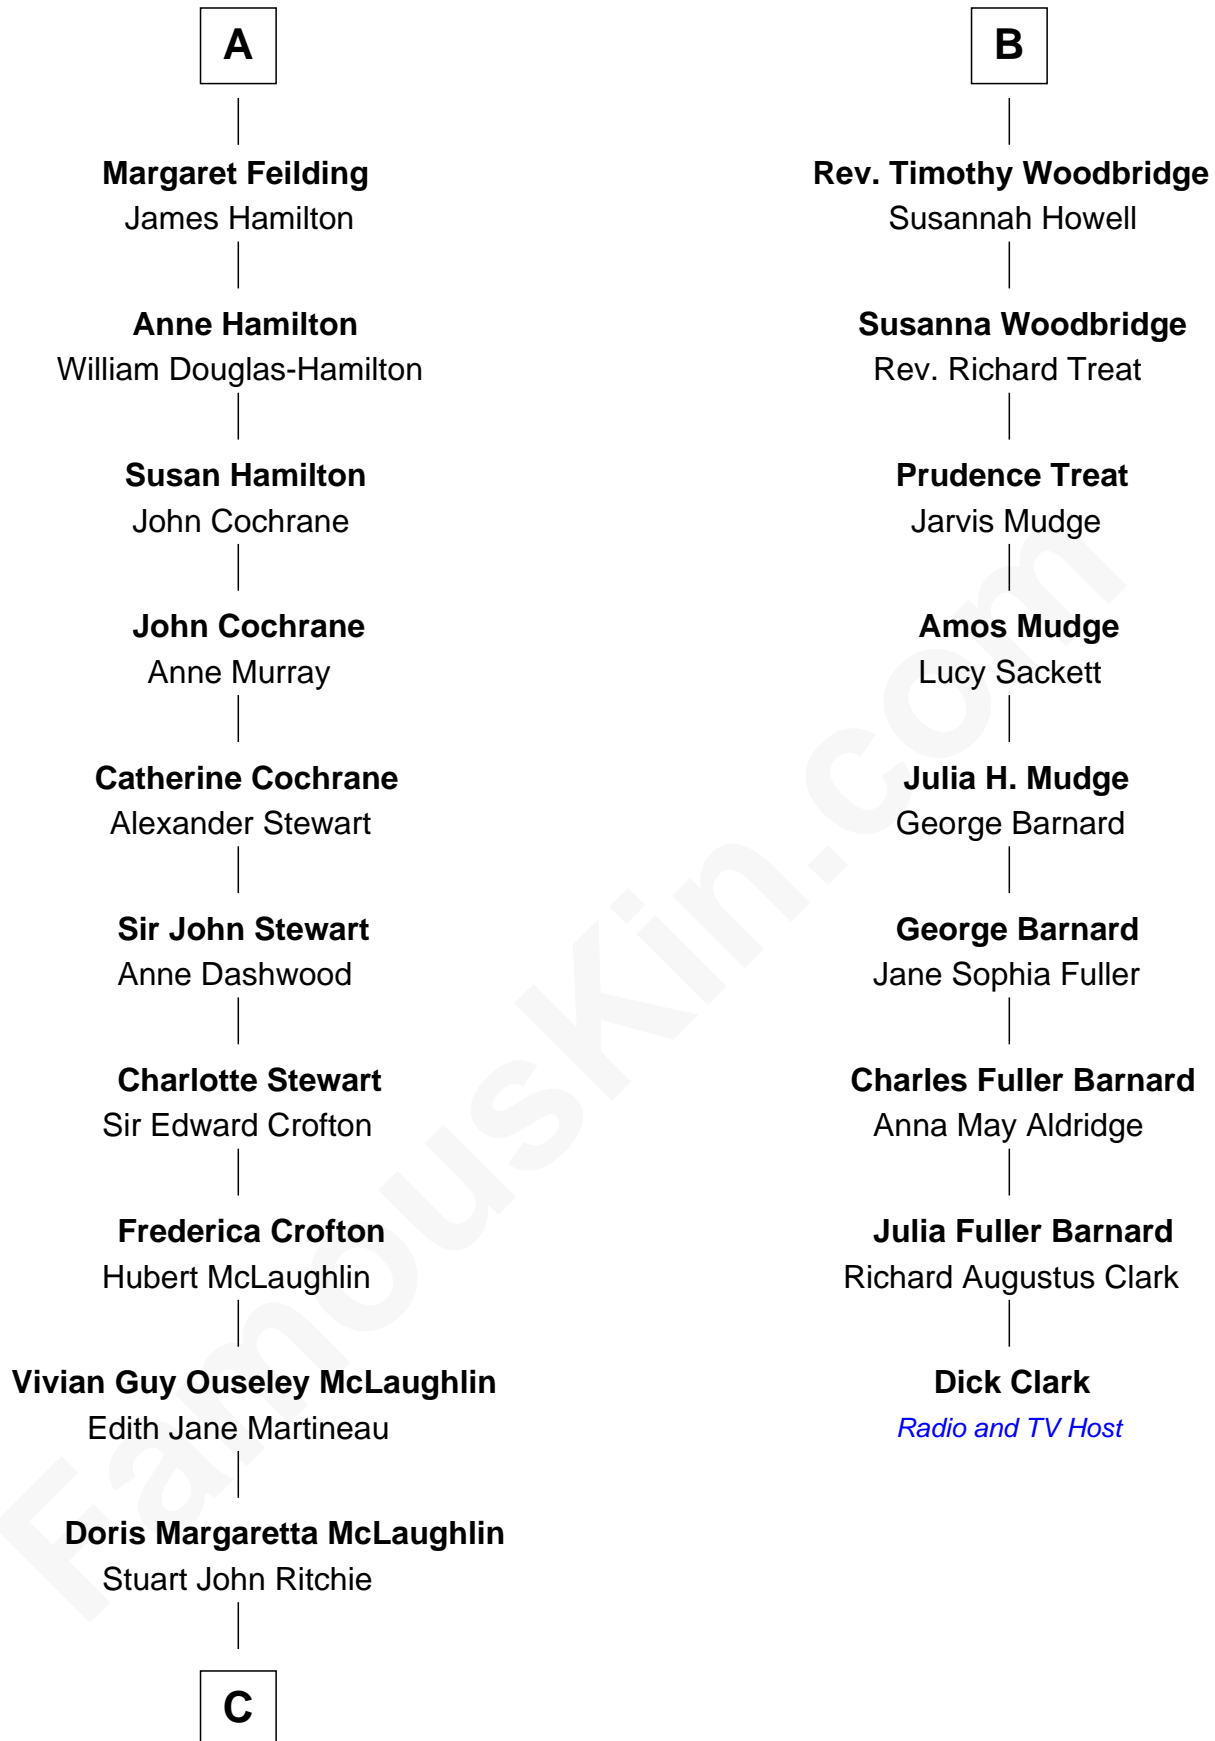 A
Margaret Feilding
James Hamilton
Anne Hamilton
William Douglas-Hamilton
Susan Hamilton
John Cochrane
John Cochrane
Anne Murray
Catherine Cochrane
Alexander Stewart
Sir John Stewart
Anne Dashwood
Charlotte Stewart
Sir Edward Crofton
Frederica Crofton
Hubert McLaughlin
Vivian Guy Ouseley McLaughlin
Edith Jane Martineau
Doris Margaretta McLaughlin
Stuart John Ritchie
C
B
Rev. Timothy Woodbridge
Susannah Howell
Susanna Woodbridge
Rev. Richard Treat
Prudence Treat
Jarvis Mudge
Amos Mudge
Lucy Sackett
Julia H. Mudge
George Barnard
George Barnard
Jane Sophia Fuller
Charles Fuller Barnard
Anna May Aldridge
Julia Fuller Barnard
Richard Augustus Clark
Dick Clark
Radio and TV Host
FamousKin.com